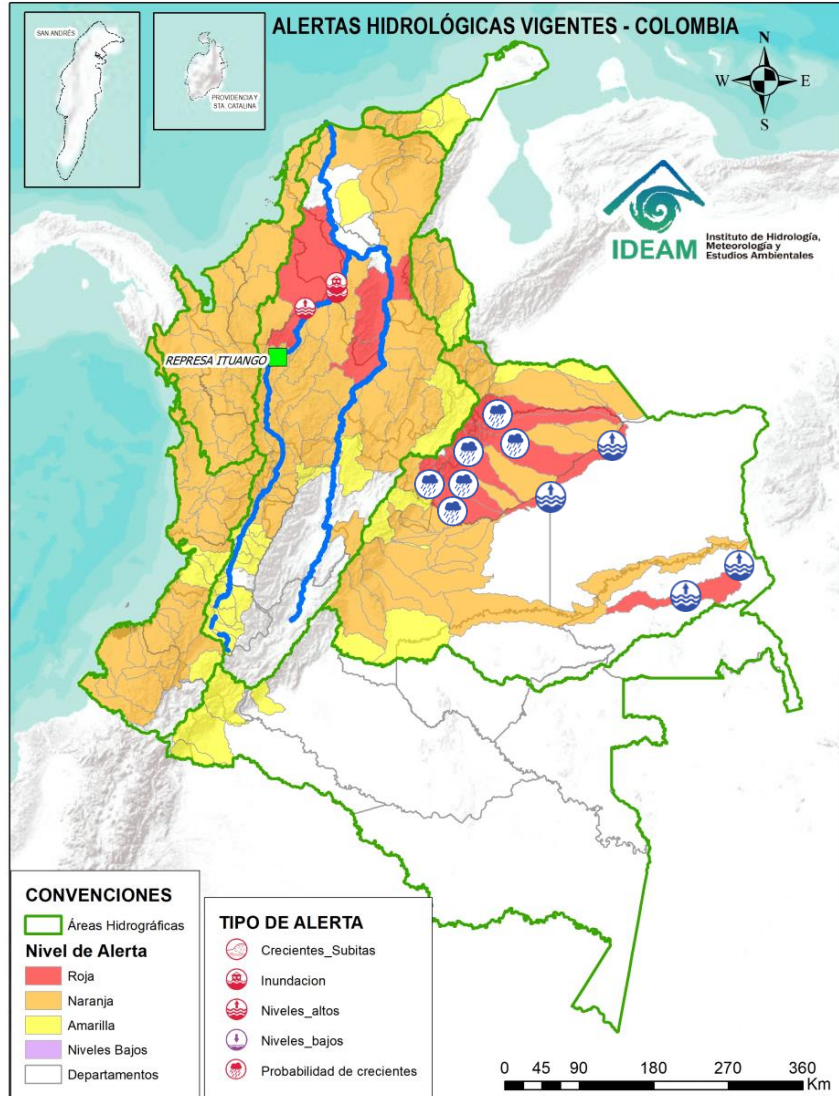 ALERTAS HIDROLÓGICAS VIGENTES - COLOMBIA
SAN ANDRÉS
PROVIDENCIA Y
STA. CATALINA
N
W
E
S
IDEAM
Instituto de Hidrología,
Meteorología y
Estudios Ambientales
REPRESA ITUANGO
CONVENCIONES
Áreas Hidrográficas
Nivel de Alerta
Roja
Naranja
Amarilla
Niveles Bajos
Departamentos
TIPO DE ALERTA
Crecientes_Subitas
Inundacion
Niveles_altos
Niveles_bajos
Probabilidad de crecientes
0 45 90 180 270 360
Km